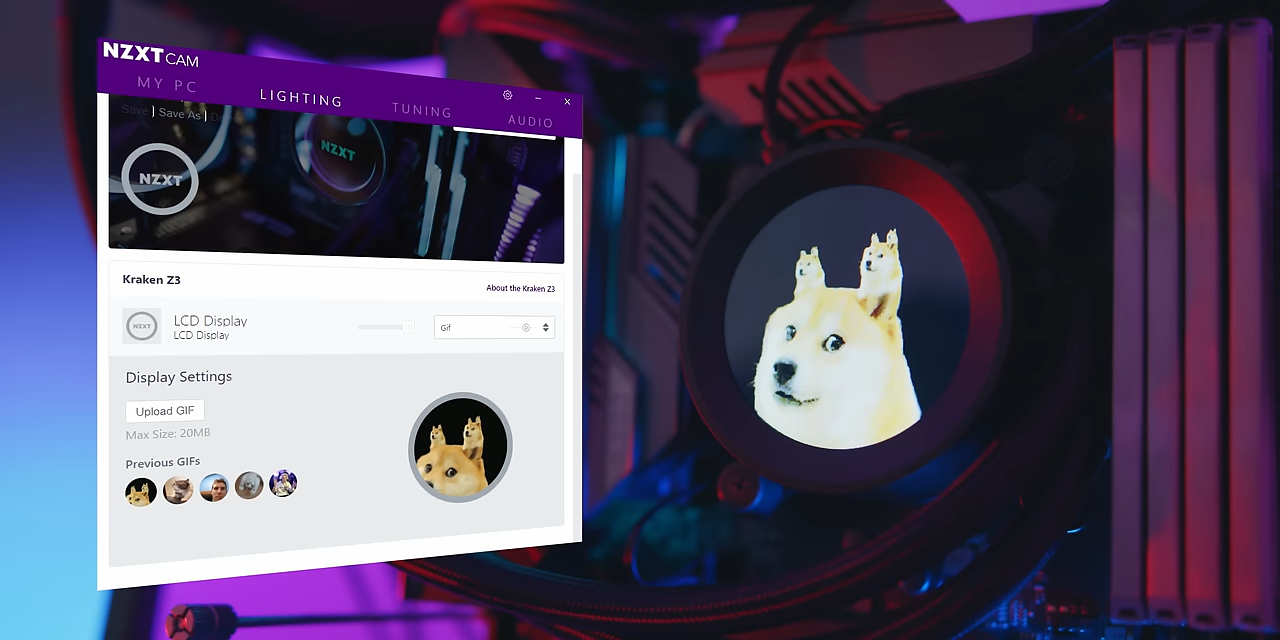 NZXT CAM
MY PC
LIGHTING
TUNING
AUDIO
Save | Save As |
NZXT
NZXT
Kraken Z3
About the Kraken Z3
NZXT
LCD Display
LCD Display
Gif
Display Settings
Upload GIF
Max Size: 20MB
Previous GIFs